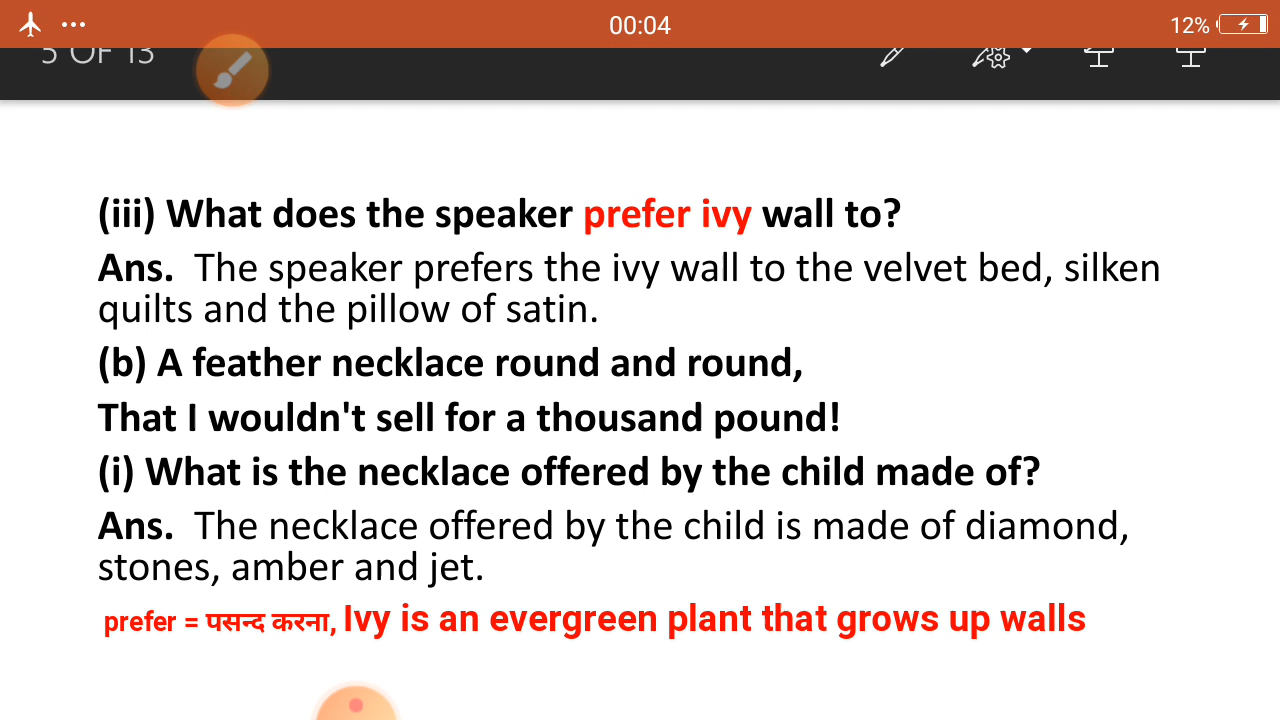 00:04
12%
5 OF 13
(iii) What does the speaker prefer ivy wall to?
Ans. The speaker prefers the ivy wall to the velvet bed, silken
quilts and the pillow of satin.
(b) A feather necklace round and round,
That I wouldn't sell for a thousand pound!
(i) What is the necklace offered by the child made of?
Ans. The necklace offered by the child is made of diamond,
stones, amber and jet.
prefer = पसन्द करना, Ivy is an evergreen plant that grows up walls